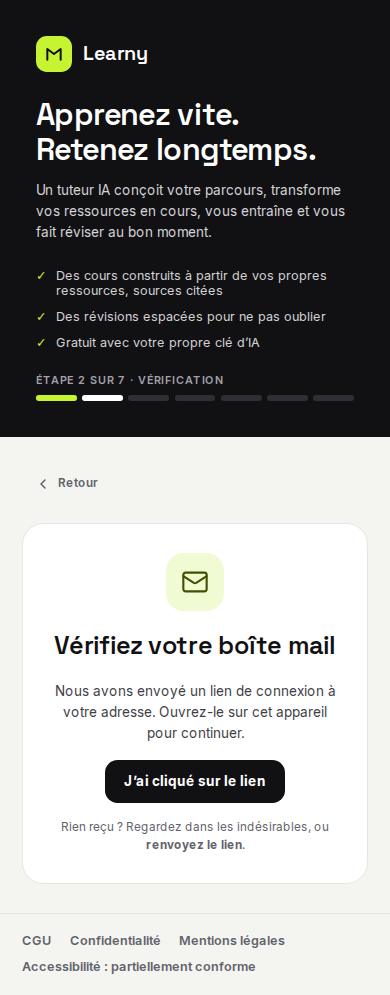 Learny
Apprenez vite.
Retenez longtemps.
Un tuteur IA conçoit votre parcours, transforme
vos ressources en cours, vous entraîne et vous
fait réviser au bon moment.
✓ Des cours construits à partir de vos propres
ressources, sources citées
✓ Des révisions espacées pour ne pas oublier
✓ Gratuit avec votre propre clé d’IA
ÉTAPE 2 SUR 7 · VÉRIFICATION
Retour
Vérifiez votre boîte mail
Nous avons envoyé un lien de connexion à
votre adresse. Ouvrez-le sur cet appareil
pour continuer.
J’ai cliqué sur le lien
Rien reçu ? Regardez dans les indésirables, ou
renvoyez le lien.
CGU Confidentialité Mentions légales
Accessibilité : partiellement conforme